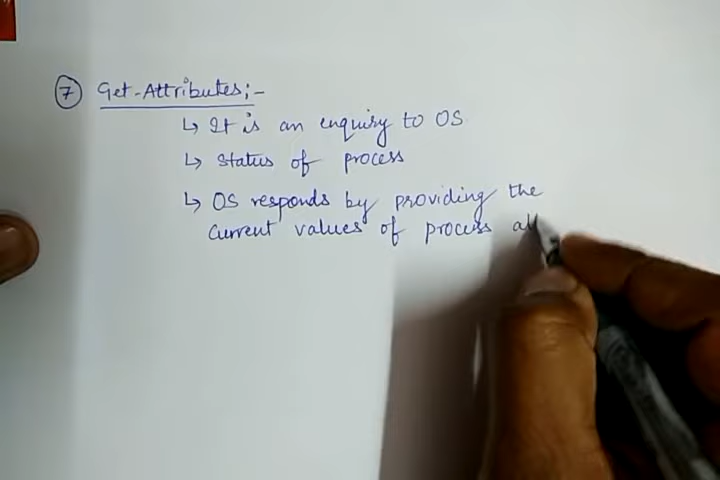 7 Get-Attributes:-
↳ It is an enquiry to OS
↳ Status of process
↳ OS responds by providing the
current values of process